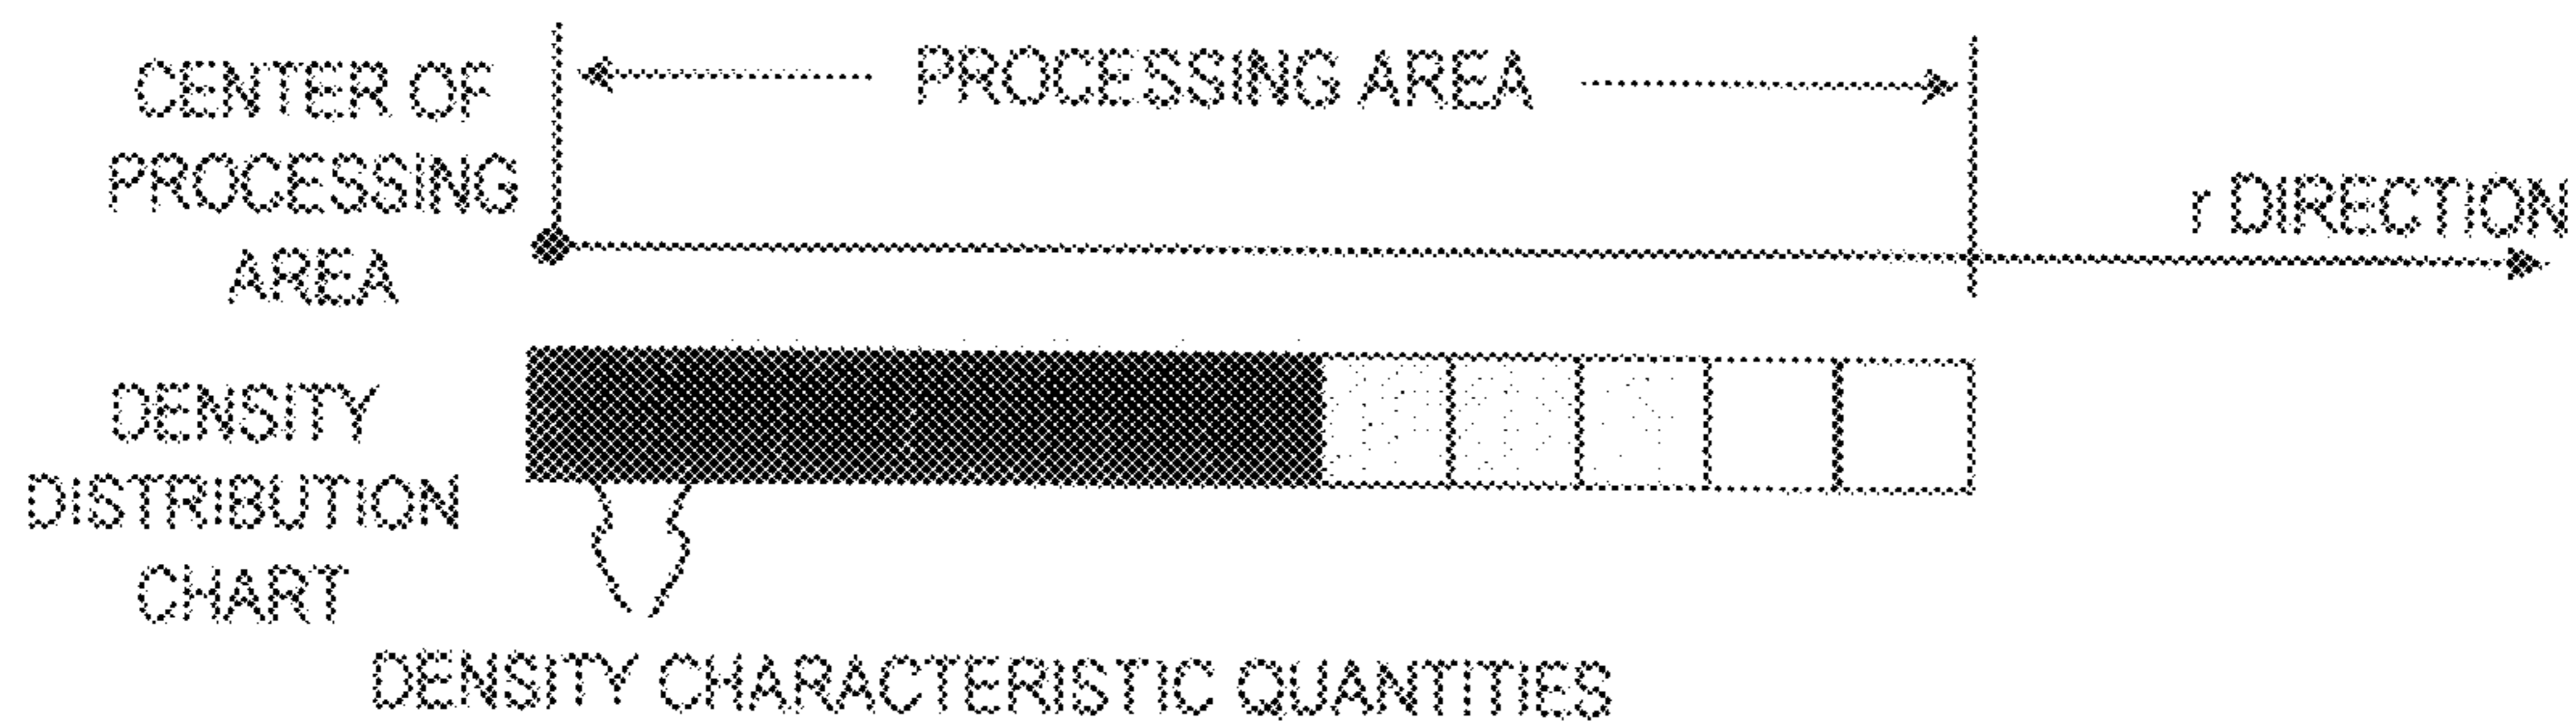 CENTER OF
PROCESSING
AREA
PROCESSING AREA
r DIRECTION
DENSITY
DISTRIBUTION
CHART
DENSITY CHARACTERISTIC QUANTITIES